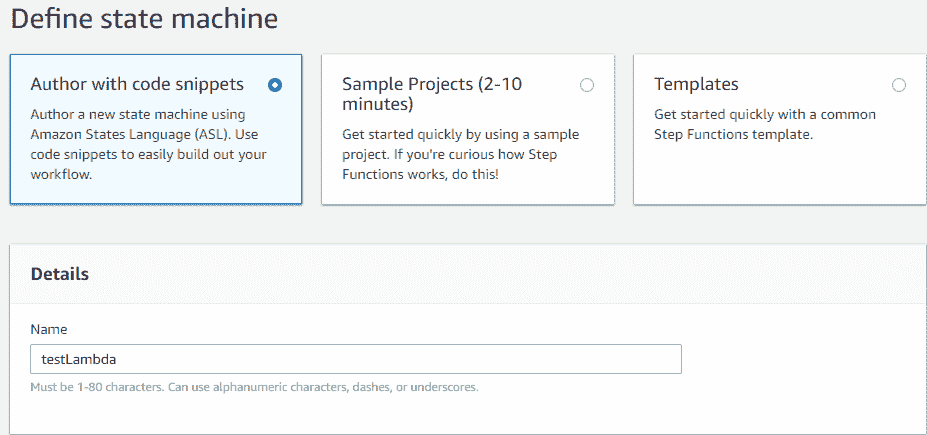 Define state machine
Author with code snippets
Author a new state machine using
Amazon States Language (ASL). Use
code snippets to easily build out your
workflow.
Sample Projects (2-10
minutes)
Get started quickly by using a sample
project. If you're curious how Step
Functions works, do this!
Templates
Get started quickly with a common
Step Functions template.
Details
Name
testLambda
Must be 1-80 characters. Can use alphanumeric characters, dashes, or underscores.